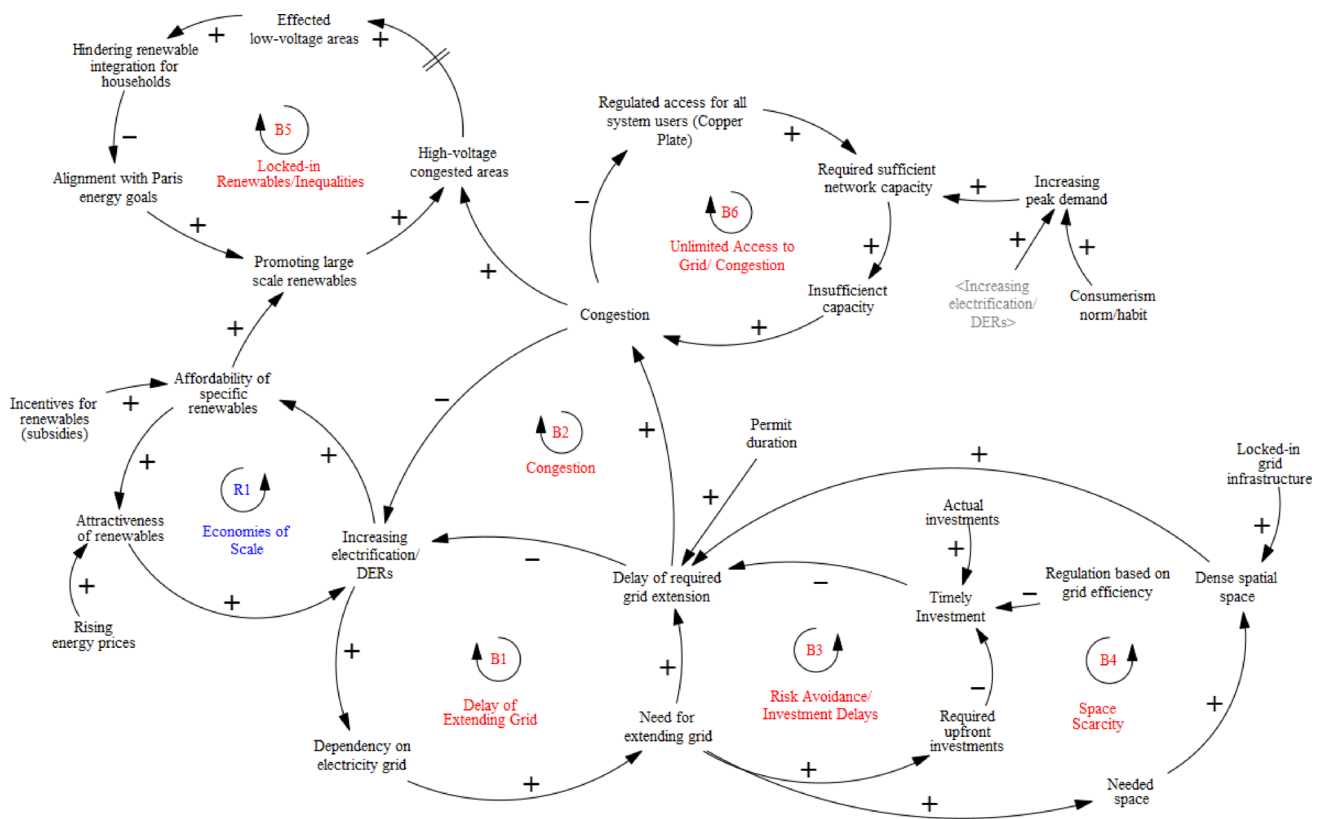 Effected
low-voltage areas
+
+
Hindering renewable
integration for
households
−
B5
Locked-in
Renewables/Inequalities
High-voltage
congested areas
Alignment with Paris
energy goals
+
+
Promoting large
scale renewables
Regulated access for all
system users (Copper
Plate)
+
Required sufficient
network capacity
+
Increasing
peak demand
−
B6
Unlimited Access to
Grid/ Congestion
+
+
+
<Increasing
electrification/
DERs>
Consumerism
norm/habit
Insufficienct
capacity
+
+
Congestion
+
Affordability of
specific
renewables
Incentives for
renewables
(subsidies)
+
−
B2
Congestion
+
Permit
duration
+
+
+
R1
Economies of
Scale
Attractiveness
of renewables
+
Rising
energy prices
+
Increasing
electrification/
DERs
−
+
Delay of required
grid extension
+
Locked-in
grid
infrastructure
+
Actual
investments
+
−
Timely
Investment
Regulation based on
grid efficiency
−
Dense spatial
space
+
B1
Delay of
Extending Grid
+
B3
Risk Avoidance/
Investment Delays
−
B4
Space
Scarcity
+
Need for
extending grid
Required
upfront
investments
Dependency on
electricity grid
+
+
+
Needed
space